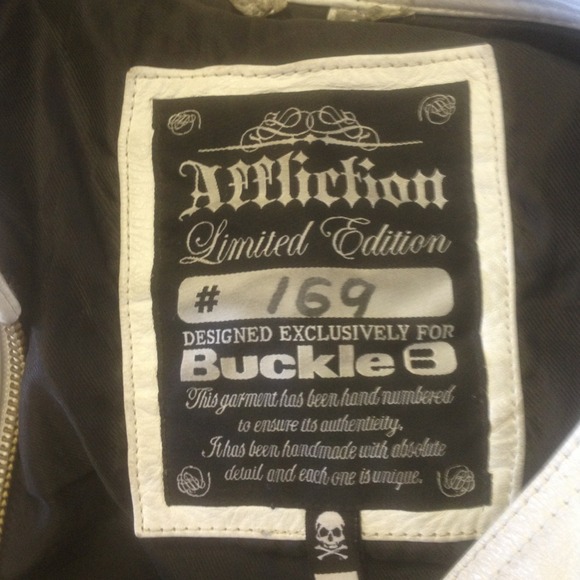 Affliction
Limited Edition
# 169
DESIGNED EXCLUSIVELY FOR
Buckle B
This garment has been hand numbered
to ensure its authenticity.
It has been handmade with absolute
detail and each one is unique.